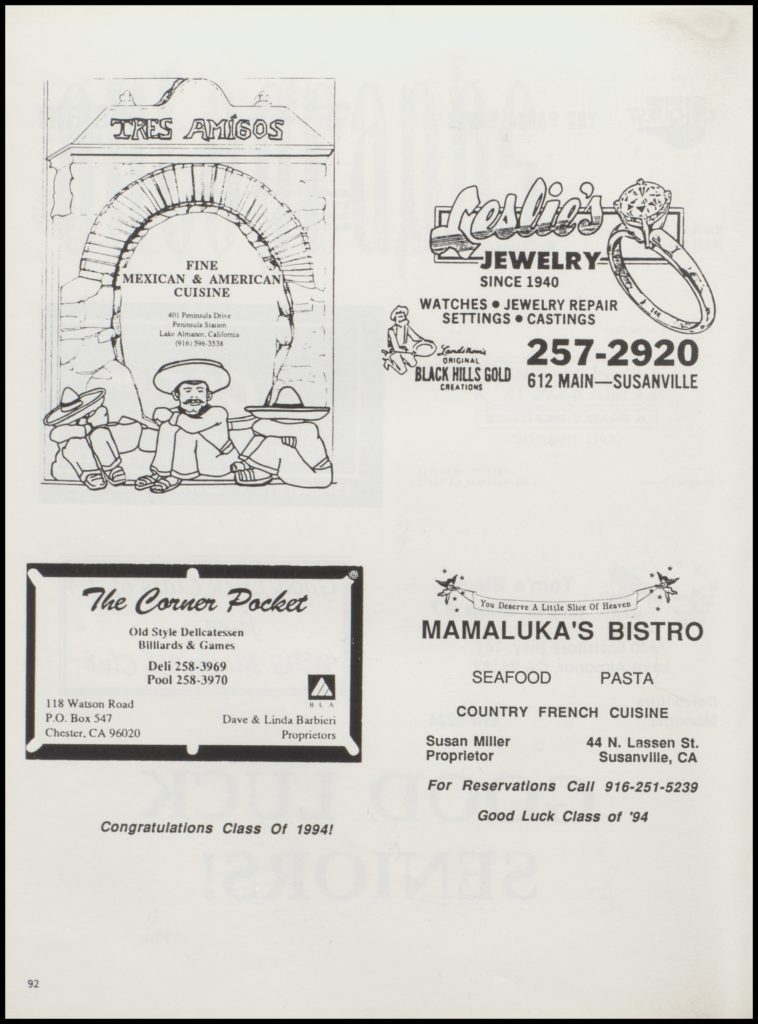 TRES AMÍGOS
FINE
MEXICAN & AMERICAN
CUISINE
401 Peninsula Drive
Peninsula Station
Lake Almanor, California
(916) 596-3538
Leslie's
JEWELRY
SINCE 1940
WATCHES • JEWELRY REPAIR
SETTINGS • CASTINGS
Landstrom's
ORIGINAL
BLACK HILLS GOLD
CREATIONS
257-2920
612 MAIN—SUSANVILLE
The Corner Pocket
Old Style Delicatessen
Billiards & Games
Deli 258-3969
Pool 258-3970
BCA
118 Watson Road
P.O. Box 547
Chester, CA 96020
Dave & Linda Barbieri
Proprietors
Congratulations Class Of 1994!
You Deserve A Little Slice Of Heaven
MAMALUKA'S BISTRO
SEAFOOD PASTA
COUNTRY FRENCH CUISINE
Susan Miller
Proprietor
44 N. Lassen St.
Susanville, CA
For Reservations Call 916-251-5239
Good Luck Class of '94
92